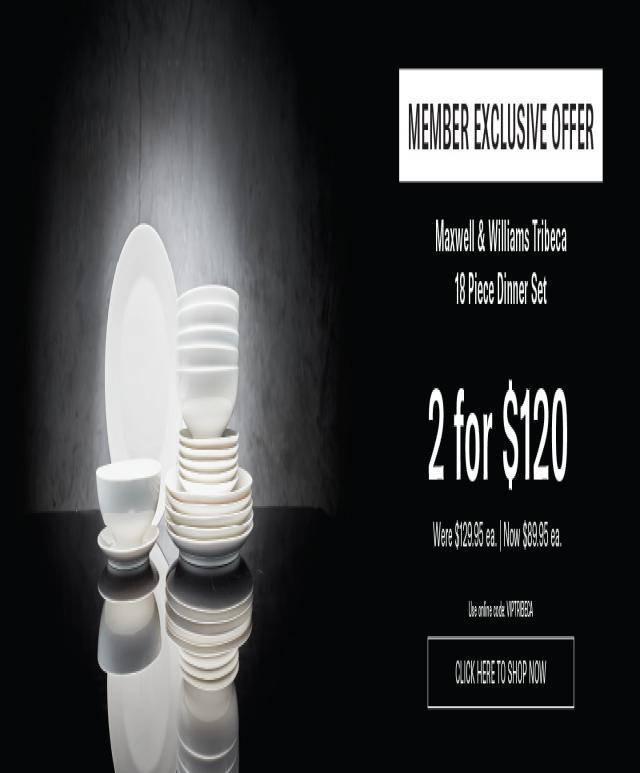 MEMBER EXCLUSIVE OFFER
Maxwell & Williams Tribeca
18 Piece Dinner Set
2 for $120
Were $129.95 ea. | Now $89.95 ea.
Use online code: VIPTRIBECA
CLICK HERE TO SHOP NOW